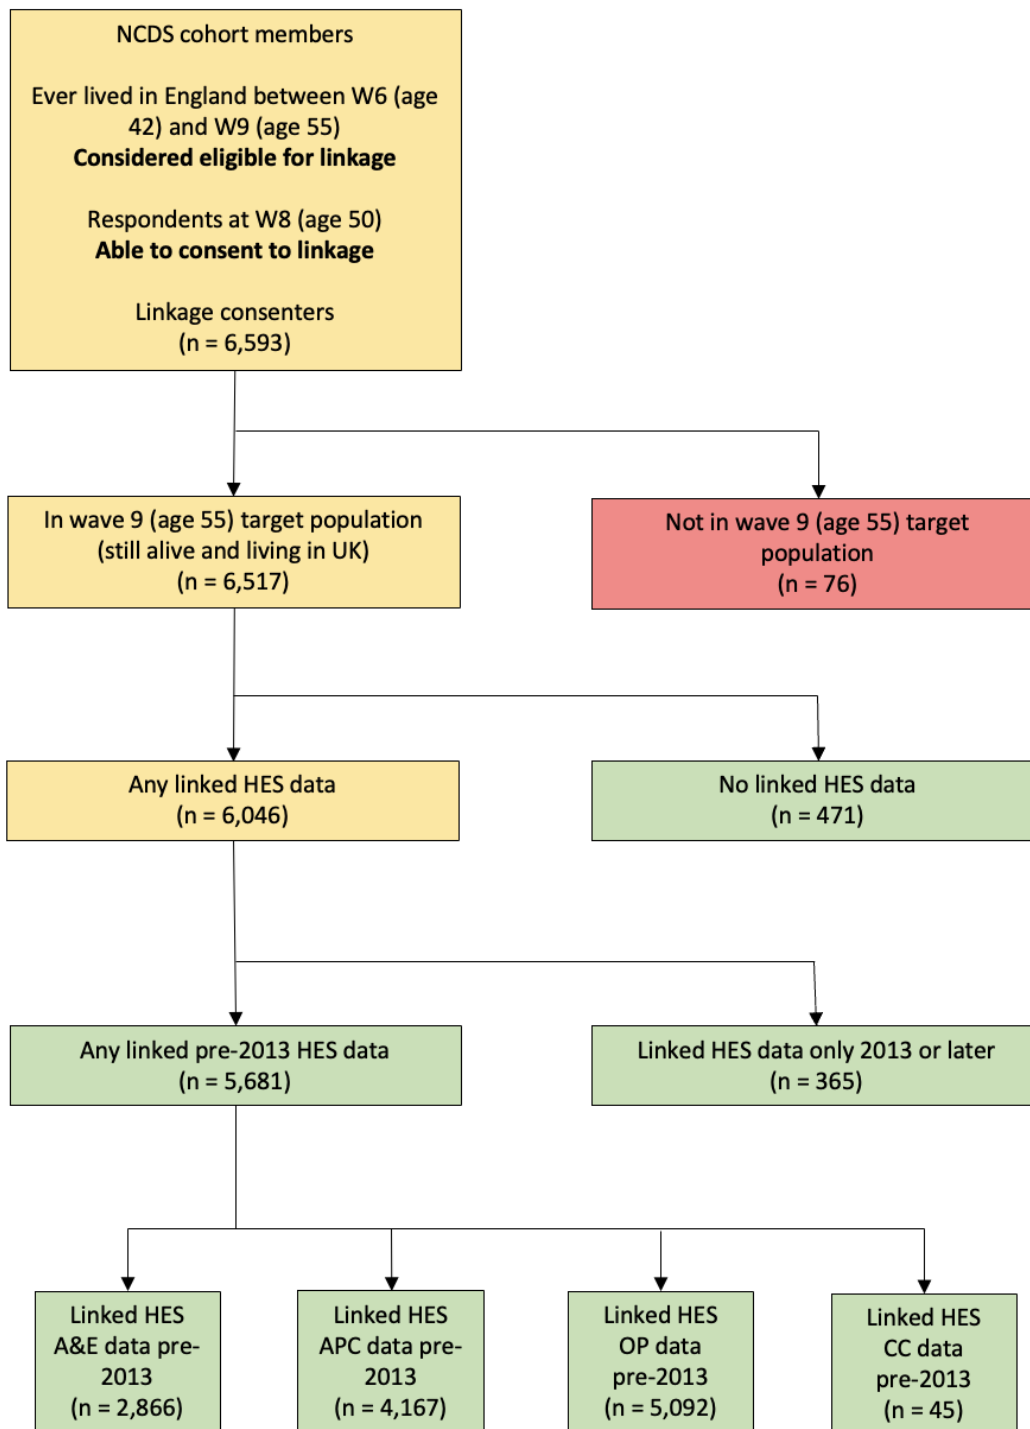 NCDS cohort members
Ever lived in England between W6 (age
42) and W9 (age 55)
Considered eligible for linkage
Respondents at W8 (age 50)
Able to consent to linkage
Linkage consenters
(n = 6,593)
In wave 9 (age 55) target population
(still alive and living in UK)
(n = 6,517)
Not in wave 9 (age 55) target
population
(n = 76)
Any linked HES data
(n = 6,046)
No linked HES data
(n = 471)
Any linked pre-2013 HES data
(n = 5,681)
Linked HES data only 2013 or later
(n = 365)
Linked HES
A&E data pre-
2013
(n = 2,866)
Linked HES
APC data pre-
2013
(n = 4,167)
Linked HES
OP data
pre-2013
(n = 5,092)
Linked HES
CC data
pre-2013
(n = 45)